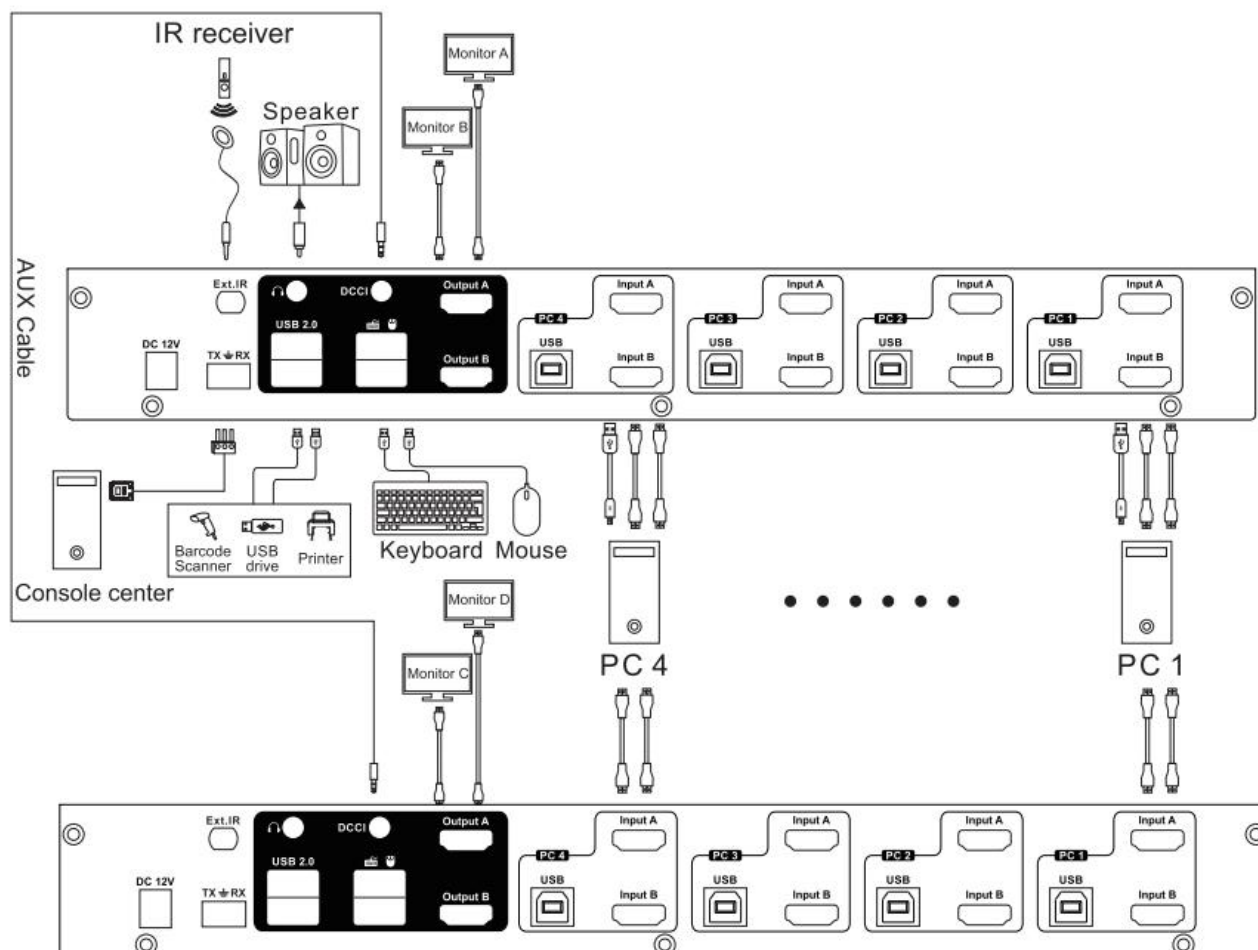 IR receiver
Monitor A
Speaker
Monitor B
AUX Cable
Ext.IR
DCCI
Output A
PC 4
Input A
PC 3
Input A
PC 2
Input A
PC 1
Input A
DC 12V
TX RX
USB 2.0
Output B
USB
Input B
USB
Input B
USB
Input B
USB
Input B
Barcode Scanner
USB drive
Printer
Keyboard
Mouse
Console center
Monitor D
Monitor C
PC 4
PC 1
Ext.IR
DCCI
Output A
PC 4
Input A
PC 3
Input A
PC 2
Input A
PC 1
Input A
DC 12V
TX RX
USB 2.0
Output B
USB
Input B
USB
Input B
USB
Input B
USB
Input B